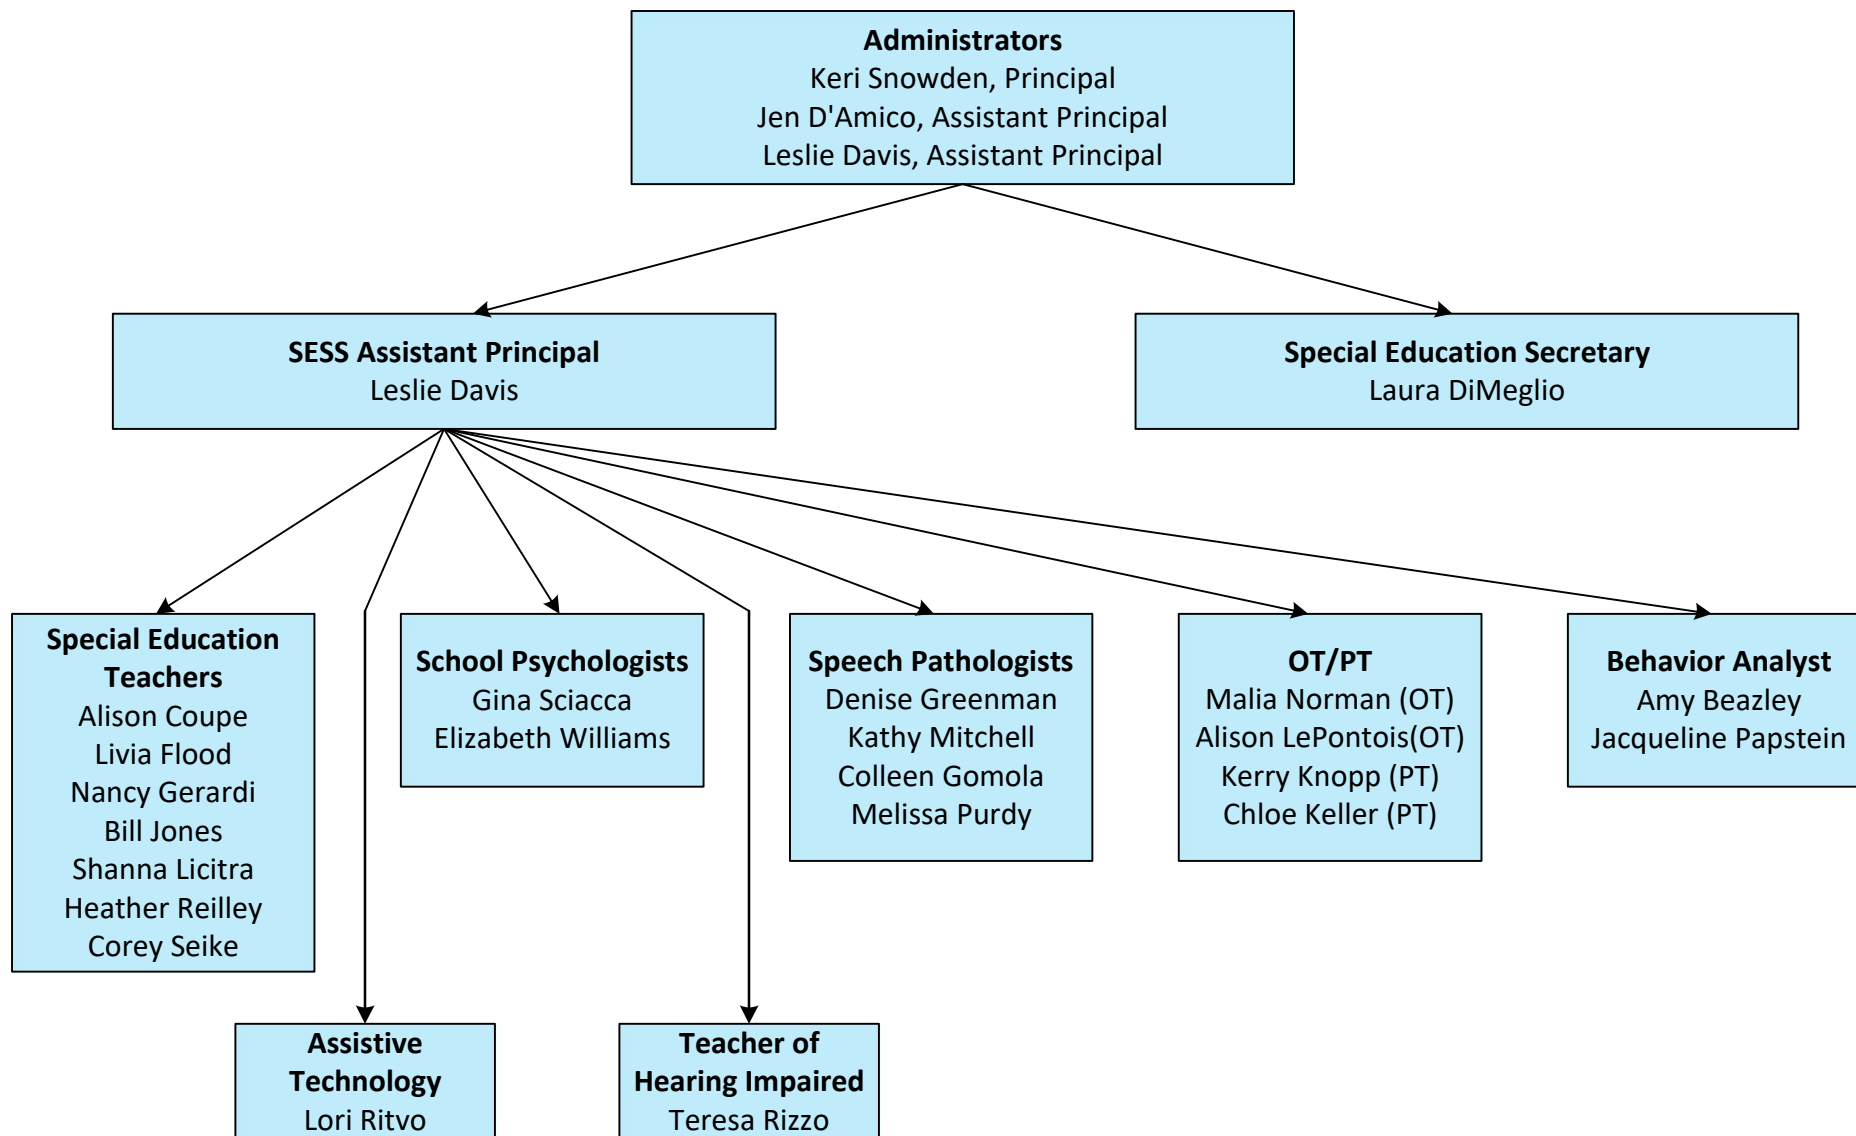 Administrators
Keri Snowden, Principal
Jen D'Amico, Assistant Principal
Leslie Davis, Assistant Principal
SESS Assistant Principal
Leslie Davis
Special Education Secretary
Laura DiMeglio
Special Education
Teachers
Alison Coupe
Livia Flood
Nancy Gerardi
Bill Jones
Shanna Licitra
Heather Reilley
Corey Seike
School Psychologists
Gina Sciacca
Elizabeth Williams
Speech Pathologists
Denise Greenman
Kathy Mitchell
Colleen Gomola
Melissa Purdy
OT/PT
Malia Norman (OT)
Alison LePontois(OT)
Kerry Knopp (PT)
Chloe Keller (PT)
Behavior Analyst
Amy Beazley
Jacqueline Papstein
Assistive
Technology
Lori Ritvo
Teacher of
Hearing Impaired
Teresa Rizzo